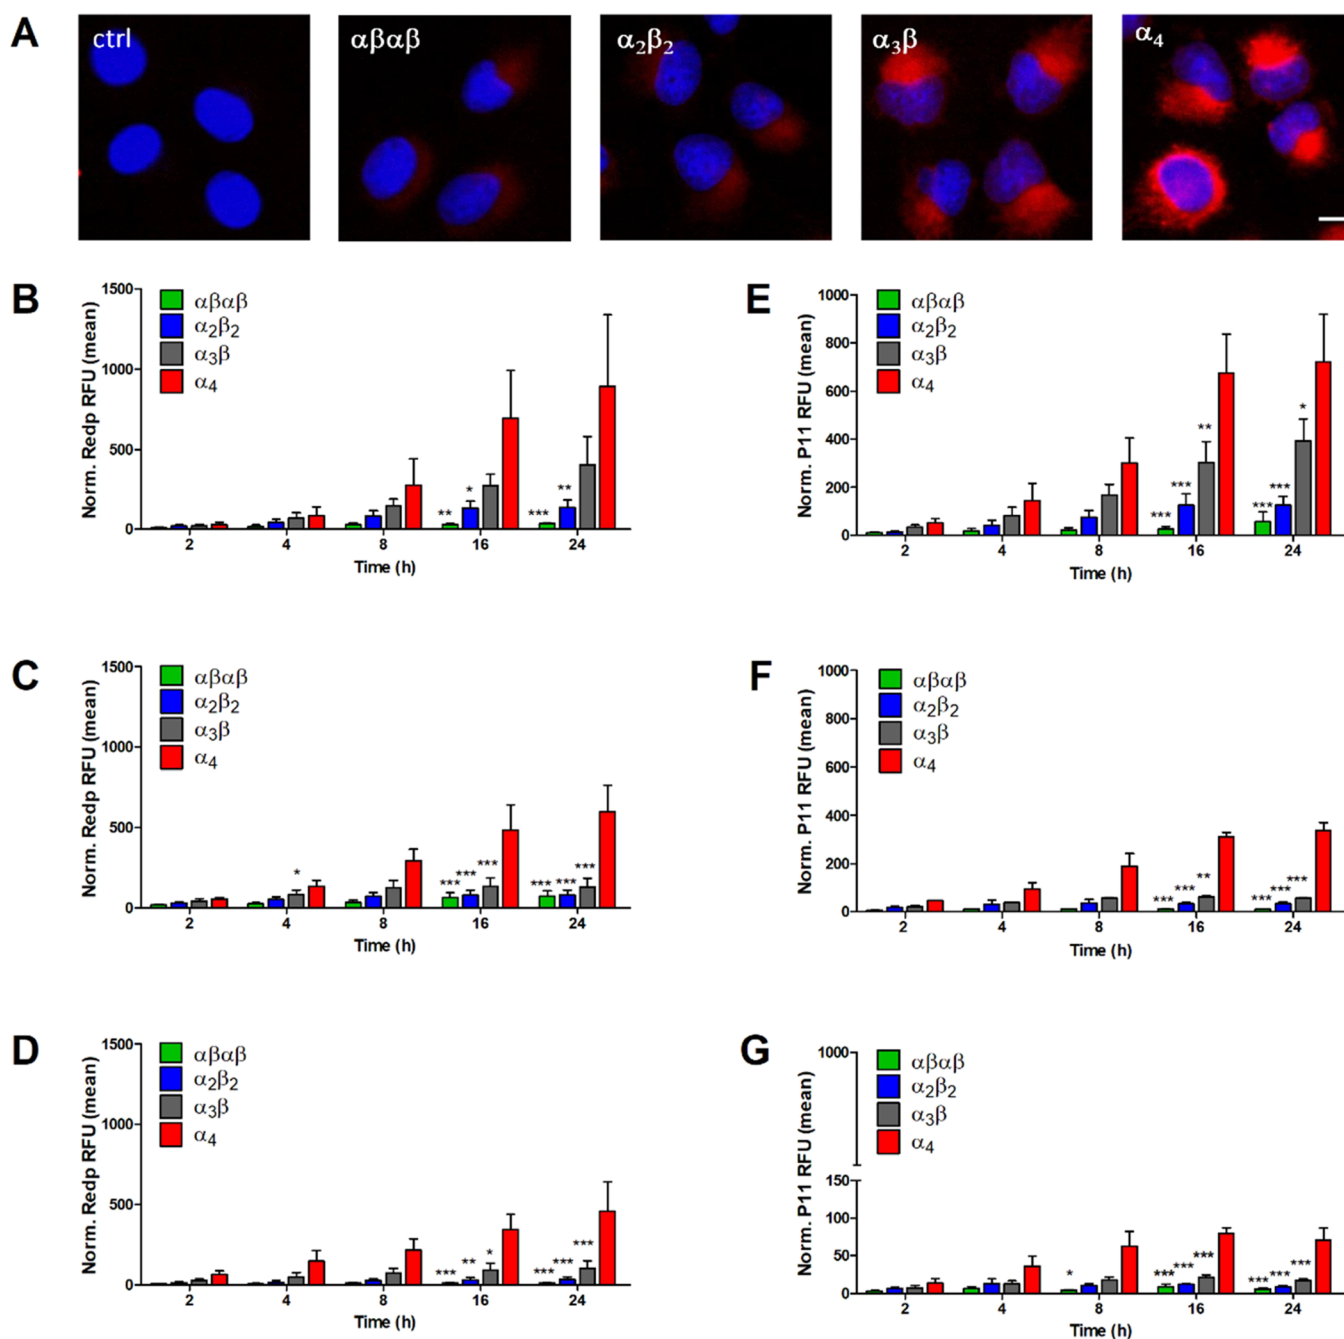 A
ctrl
αβαβ
α₂β₂
α₃β
α₄
B
1500
1000
500
0
Norm. Redp RFU (mean)
αβαβ
α₂β₂
α₃β
α₄
** * *** **
2 4 8 16 24
Time (h)
E
1000
800
600
400
200
0
Norm. P11 RFU (mean)
αβαβ
α₂β₂
α₃β
α₄
*** *** ** *** *** *
2 4 8 16 24
Time (h)
C
1500
1000
500
0
Norm. Redp RFU (mean)
αβαβ
α₂β₂
α₃β
α₄
* *** *** *** *** *** ***
2 4 8 16 24
Time (h)
F
1000
800
600
400
200
0
Norm. P11 RFU (mean)
αβαβ
α₂β₂
α₃β
α₄
*** *** ** *** *** ***
2 4 8 16 24
Time (h)
D
1500
1000
500
0
Norm. Redp RFU (mean)
αβαβ
α₂β₂
α₃β
α₄
*** ** * *** *** ***
2 4 8 16 24
Time (h)
G
1000
150
100
50
0
Norm. P11 RFU (mean)
αβαβ
α₂β₂
α₃β
α₄
* *** *** *** *** *** ***
2 4 8 16 24
Time (h)